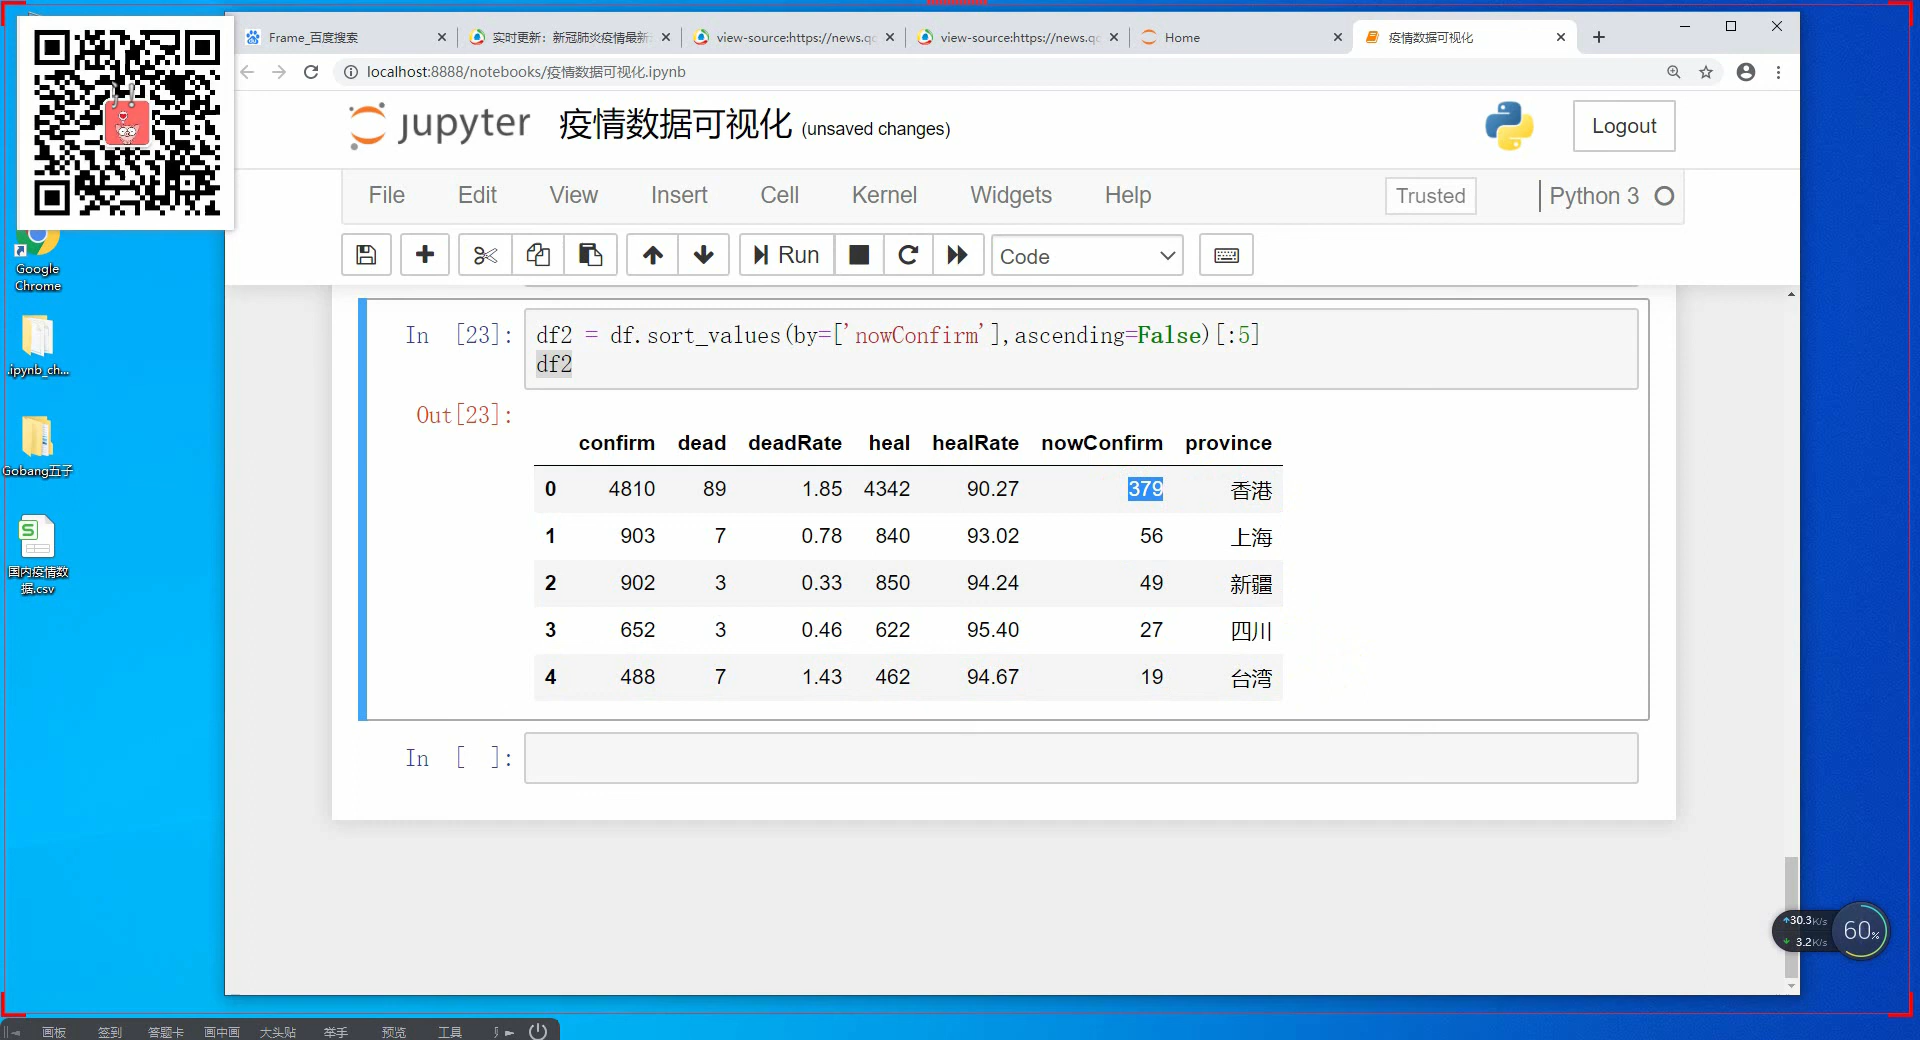 Frame_百度搜索
实时更新：新冠肺炎疫情最新
view-source:https://news.qc
view-source:https://news.qc
Home
疫情数据可视化
localhost:8888/notebooks/疫情数据可视化.ipynb
jupyter 疫情数据可视化 (unsaved changes)
Logout
File Edit View Insert Cell Kernel Widgets Help
Trusted
Python 3
Run
Code
Google
Chrome
.ipynb_ch...
Gobang五子
国内疫情数
据.csv
In [23]:
df2 = df.sort_values(by=['nowConfirm'],ascending=False)[:5]
df2
Out[23]:
confirm dead deadRate heal healRate nowConfirm province
0 4810 89 1.85 4342 90.27 379 香港
1 903 7 0.78 840 93.02 56 上海
2 902 3 0.33 850 94.24 49 新疆
3 652 3 0.46 622 95.40 27 四川
4 488 7 1.43 462 94.67 19 台湾
In [ ]:
30.3K/s
3.2K/s
60%
画板 签到 答题卡 画中画 大头贴 举手 预览 工具